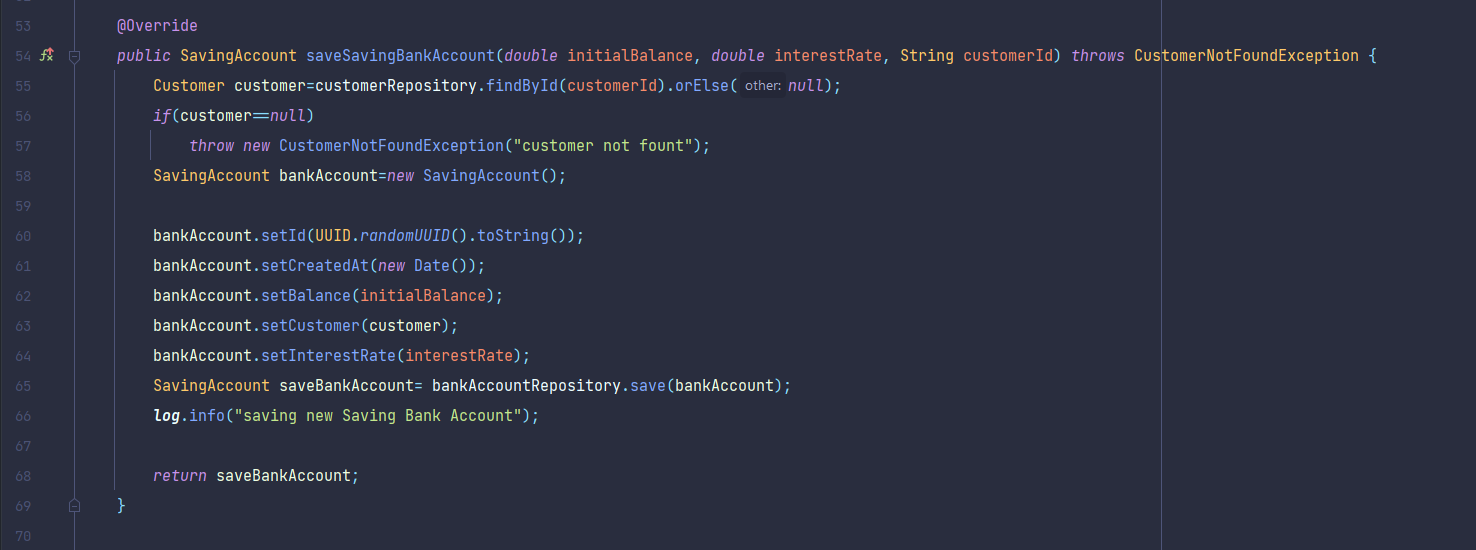 53 @Override
54 public SavingAccount saveSavingBankAccount(double initialBalance, double interestRate, String customerId) throws CustomerNotFoundException {
55 Customer customer=customerRepository.findById(customerId).orElse( other: null);
56 if(customer==null)
57 throw new CustomerNotFoundException("customer not fount");
58 SavingAccount bankAccount=new SavingAccount();
59
60 bankAccount.setId(UUID.randomUUID().toString());
61 bankAccount.setCreatedAt(new Date());
62 bankAccount.setBalance(initialBalance);
63 bankAccount.setCustomer(customer);
64 bankAccount.setInterestRate(interestRate);
65 SavingAccount saveBankAccount= bankAccountRepository.save(bankAccount);
66 log.info("saving new Saving Bank Account");
67
68 return saveBankAccount;
69 }
70